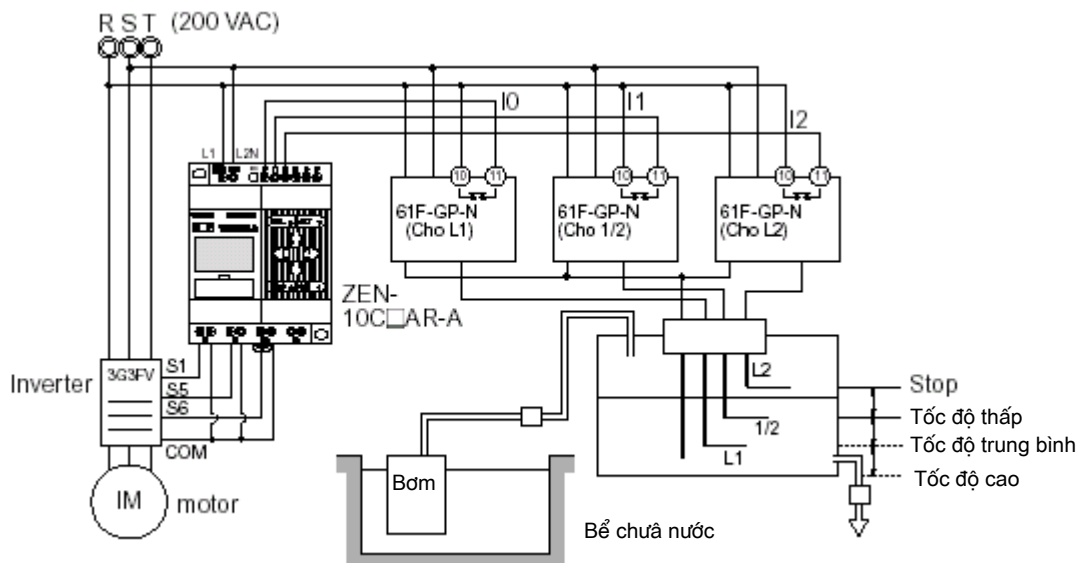 R S T (200 VAC)
I0
I1
I2
L1 L2N
10 11
10 11
10 11
61F-GP-N
(Cho L1)
61F-GP-N
(Cho 1/2)
61F-GP-N
(Cho L2)
ZEN-
10C□AR-A
Inverter
3G3FV
S1
S5
S6
COM
IM
motor
L2
1/2
L1
Stop
Tốc độ thấp
Tốc độ trung bình
Tốc độ cao
Bơm
Bể chưâ nước